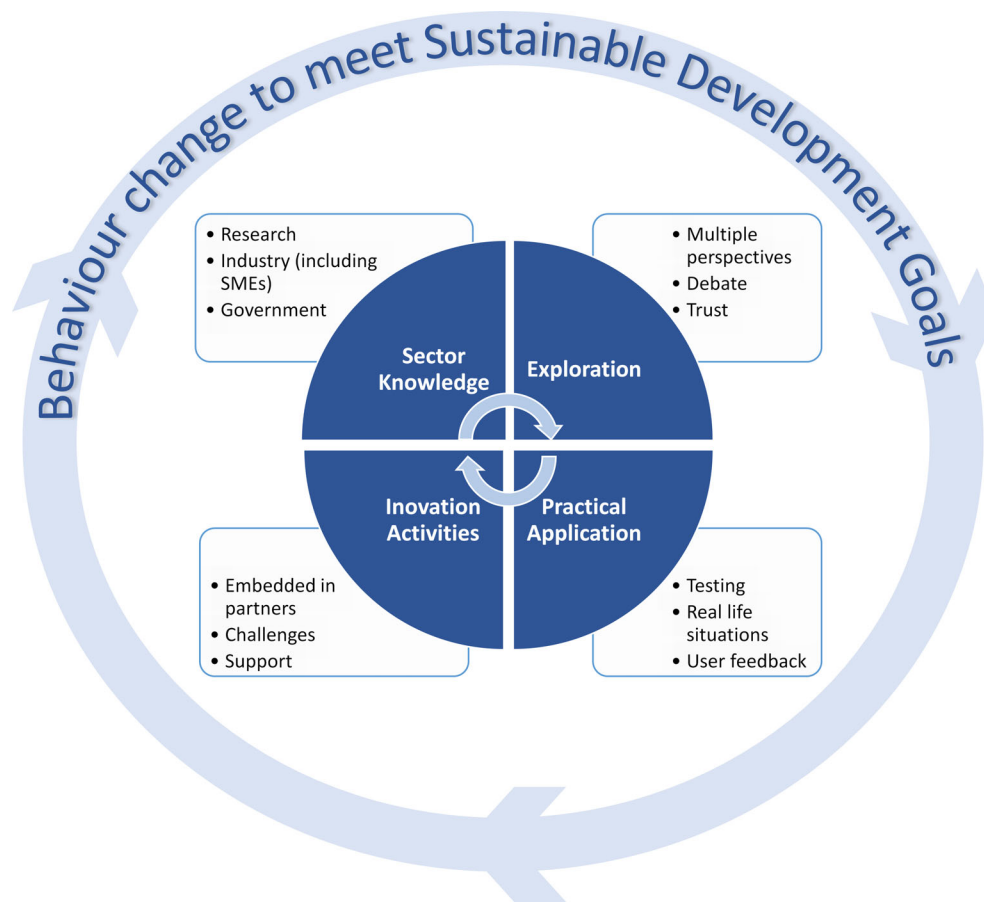 Behaviour change to meet Sustainable Development Goals
• Research
• Industry (including
SMEs)
• Government
• Multiple
perspectives
• Debate
• Trust
Sector
Knowledge
Exploration
Inovation
Activities
Practical
Application
• Embedded in
partners
• Challenges
• Support
• Testing
• Real life
situations
• User feedback